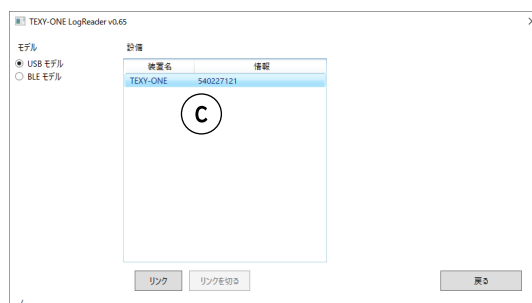 TEXY-ONE LogReader v0.65
モデル
設備
USB モデル
BLE モデル
装置名 情報
TEXY-ONE 540227121
C
リンク リンクを切る 戻る